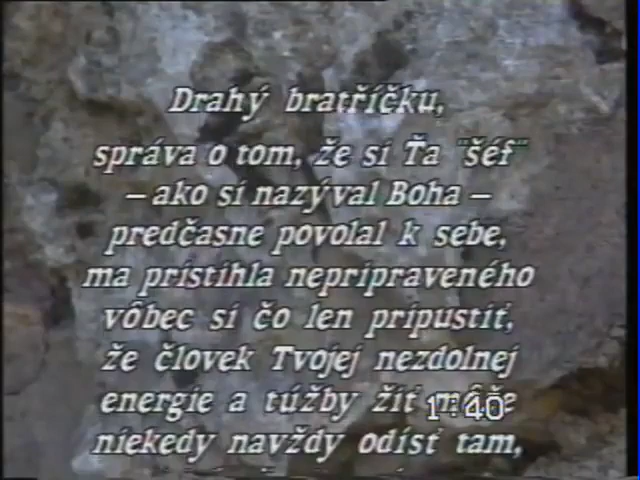 Drahý bratříčku,
správa o tom, že si Ťa "šéf"
– ako si nazýval Boha –
predčasne povolal k sebe,
ma pristihla nepripraveného
vôbec si čo len pripustiť,
že človek Tvojej nezdolnej
energie a túžby žiť môže
1:40
niekedy navždy odísť tam,